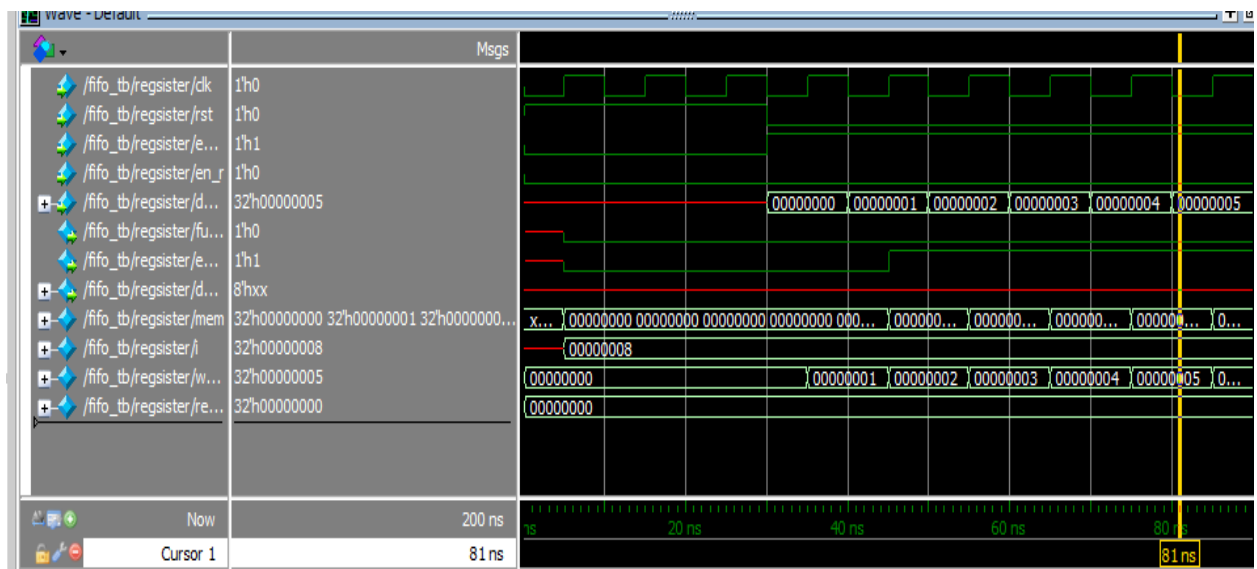 Wave - Default
Msgs
/fifo_tb/regsister/clk 1'h0
/fifo_tb/regsister/rst 1'h0
/fifo_tb/regsister/e... 1'h1
/fifo_tb/regsister/en_r 1'h0
/fifo_tb/regsister/d... 32'h00000005 00000000 00000001 00000002 00000003 00000004 00000005
/fifo_tb/regsister/fu... 1'h0
/fifo_tb/regsister/e... 1'h1
/fifo_tb/regsister/d... 8'hxx
/fifo_tb/regsister/mem 32'h00000000 32'h00000001 32'h0000000... x... 00000000 00000000 00000000 00000000 000... 000000... 000000... 000000... 000000... 0...
/fifo_tb/regsister/i 32'h00000008 00000008
/fifo_tb/regsister/w... 32'h00000005 00000000 00000001 00000002 00000003 00000004 00000005 0...
/fifo_tb/regsister/re... 32'h00000000 00000000
Now 200 ns ns 20 ns 40 ns 60 ns 80 ns
Cursor 1 81 ns 81 ns